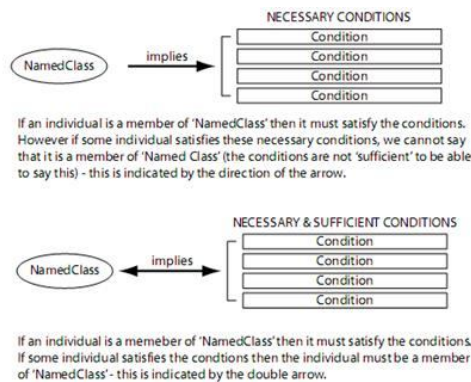 NECESSARY CONDITIONS
Condition
NamedClass
implies
Condition
Condition
Condition
If an individual is a member of 'NamedClass' then it must satisfy the conditions.
However if some individual satisfies these necessary conditions, we cannot say
that it is a member of 'Named Class' (the conditions are not 'sufficient' to be able
to say this) - this is indicated by the direction of the arrow.
NECESSARY & SUFFICIENT CONDITIONS
Condition
NamedClass
implies
Condition
Condition
Condition
If an individual is a memeber of 'NamedClass' then it must satisfy the conditions.
If some individual satisfies the condtions then the individual must be a member
of 'NamedClass' - this is indicated by the double arrow.